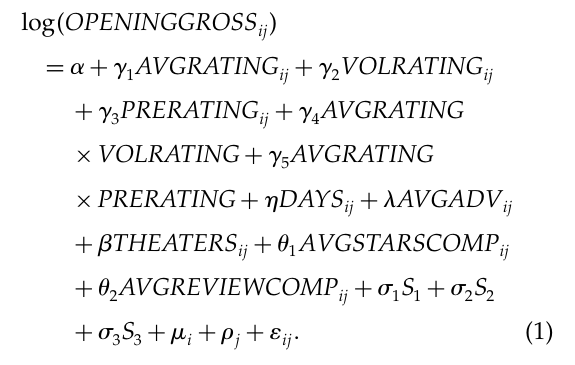 log(OPENINGGROSS_ij)
= α + γ_1AVGRATING_ij + γ_2VOLRATING_ij
+ γ_3PRERATING_ij + γ_4AVGRATING
× VOLRATING + γ_5AVGRATING
× PRERATING + ηDAYS_ij + λAVGADV_ij
+ βTHEATERS_ij + θ_1AVGSTARSCOMP_ij
+ θ_2AVGREVIEWCOMP_ij + σ_1S_1 + σ_2S_2
+ σ_3S_3 + μ_i + ρ_j + ε_ij. (1)